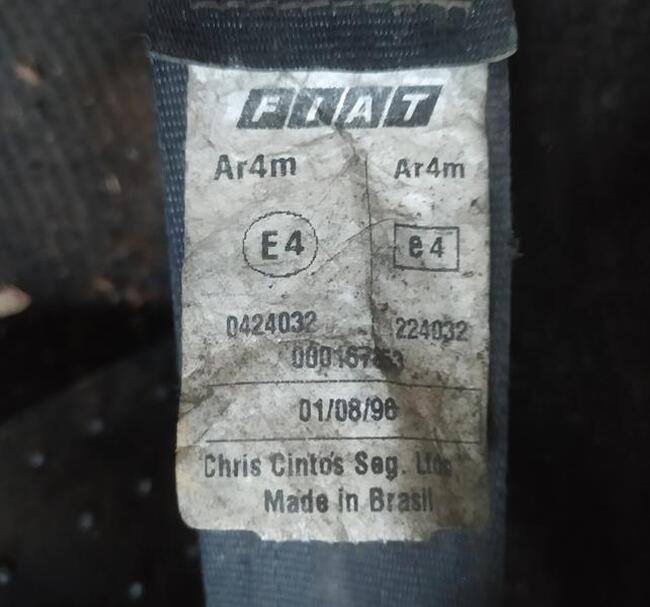 FIAT
Ar4m Ar4m
E4 e4
0424032 224032
01/08/96
Chris Cintos Seg. Ltda
Made in Brasil